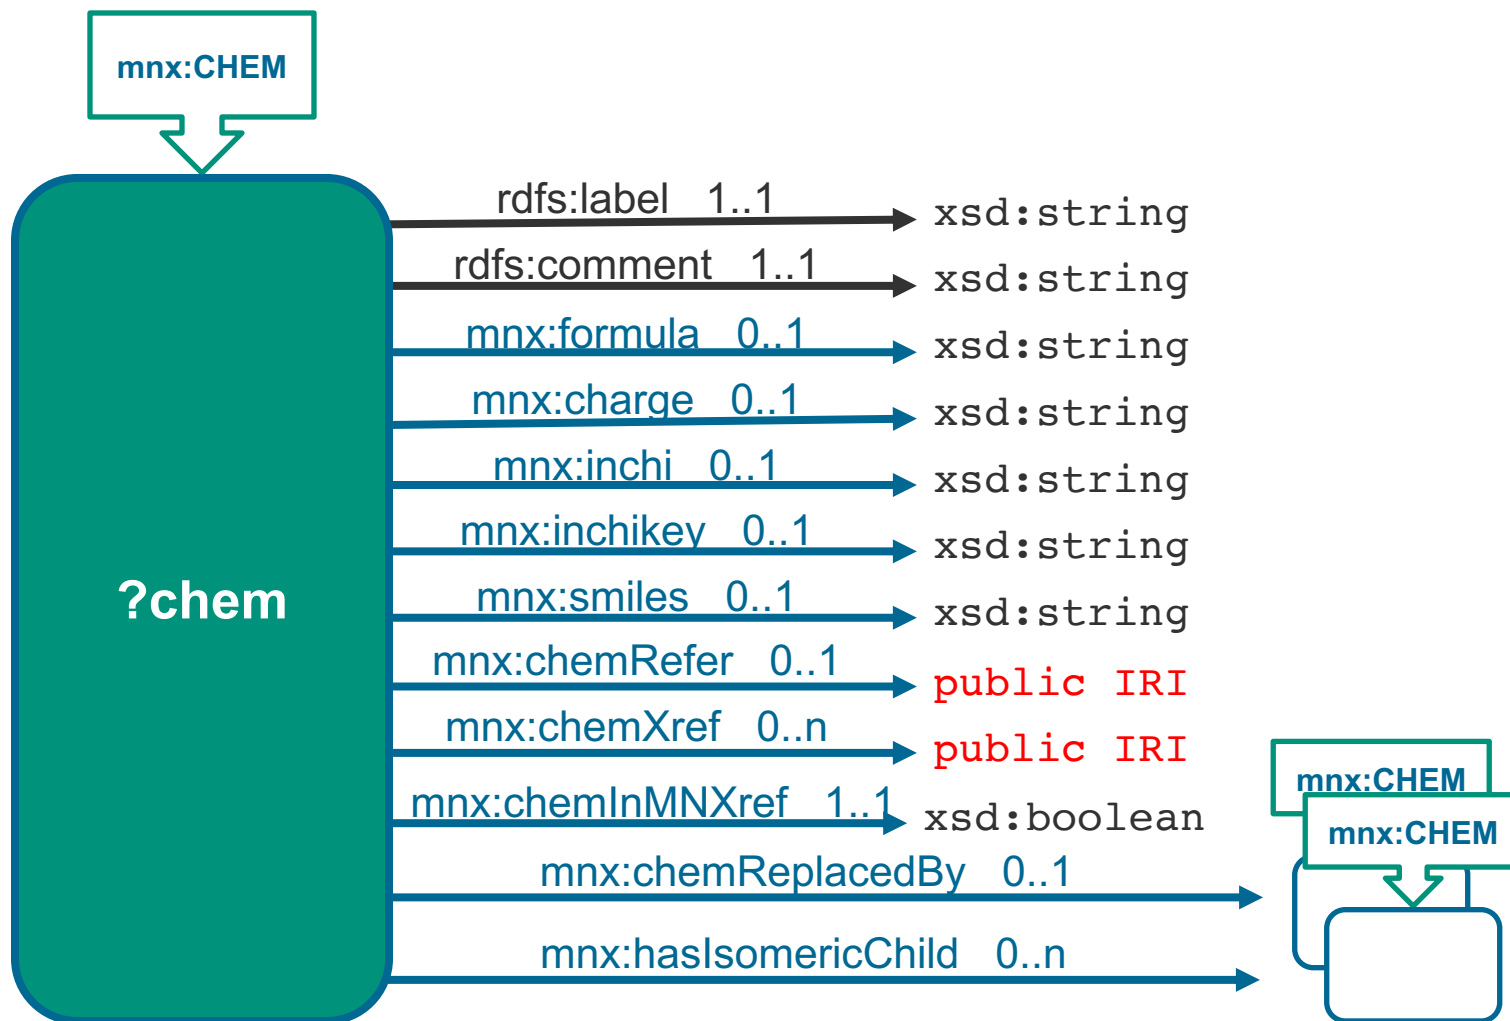 mnx:CHEM
rdfs:label 1..1 xsd:string
rdfs:comment 1..1 xsd:string
mnx:formula 0..1 xsd:string
mnx:charge 0..1 xsd:string
mnx:inchi 0..1 xsd:string
mnx:inchikey 0..1 xsd:string
?chem
mnx:smiles 0..1 xsd:string
mnx:chemRefer 0..1 public IRI
mnx:chemXref 0..n public IRI
mnx:CHEM
mnx:chemInMNXref 1..1 xsd:boolean
mnx:CHEM
mnx:chemReplacedBy 0..1
mnx:hasIsomericChild 0..n